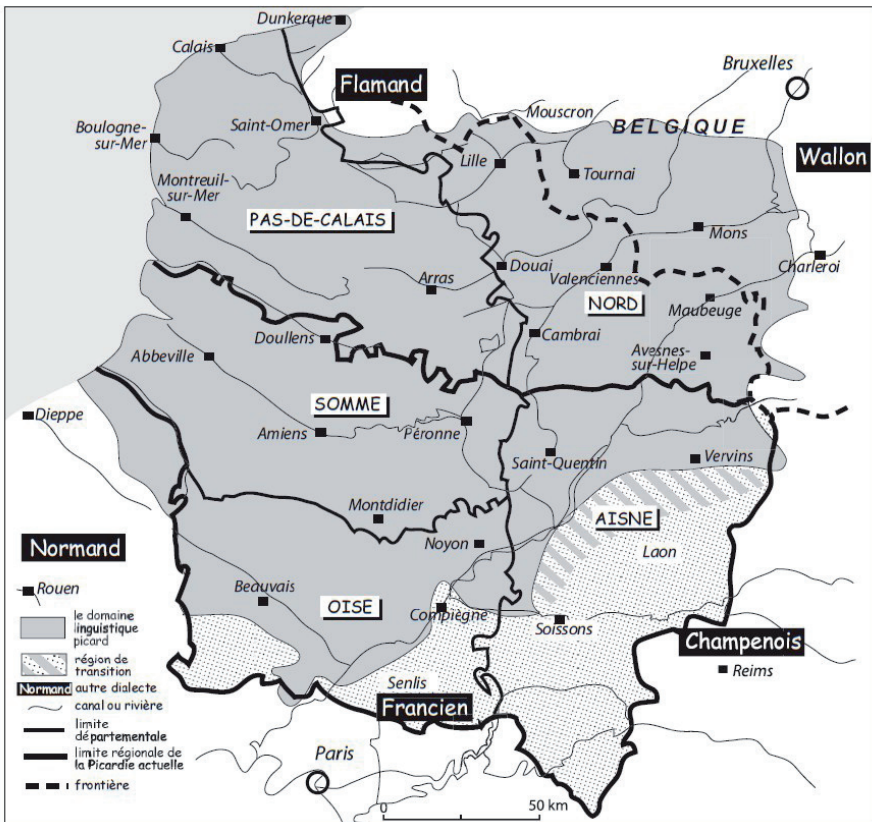 Dunkerque
Calais
Bruxelles
Flamand
Mouscron
Boulogne-
sur-Mer
Saint-Omer
BELGIQUE
Lille
Wallon
Tournai
Montreuil-
sur-Mer
PAS-DE-CALAIS
Mons
Douai
Charleroi
Arras
Valenciennes
NORD
Maubeuge
Doullens
Cambrai
Abbeville
Avesnes-
sur-Helpe
SOMME
Dieppe
Amiens
Péronne
Saint-Quentin
Vervins
Montdidier
AISNE
Normand
Noyon
Laon
Rouen
Beauvais
OISE
Compiègne
Soissons
Champenois
Reims
Senlis
Francien
Paris
le domaine
linguistique
picard
région de
transition
Normand autre dialecte
canal ou rivière
limite
départementale
limite régionale de
la Picardie actuelle
frontière
0 50 km